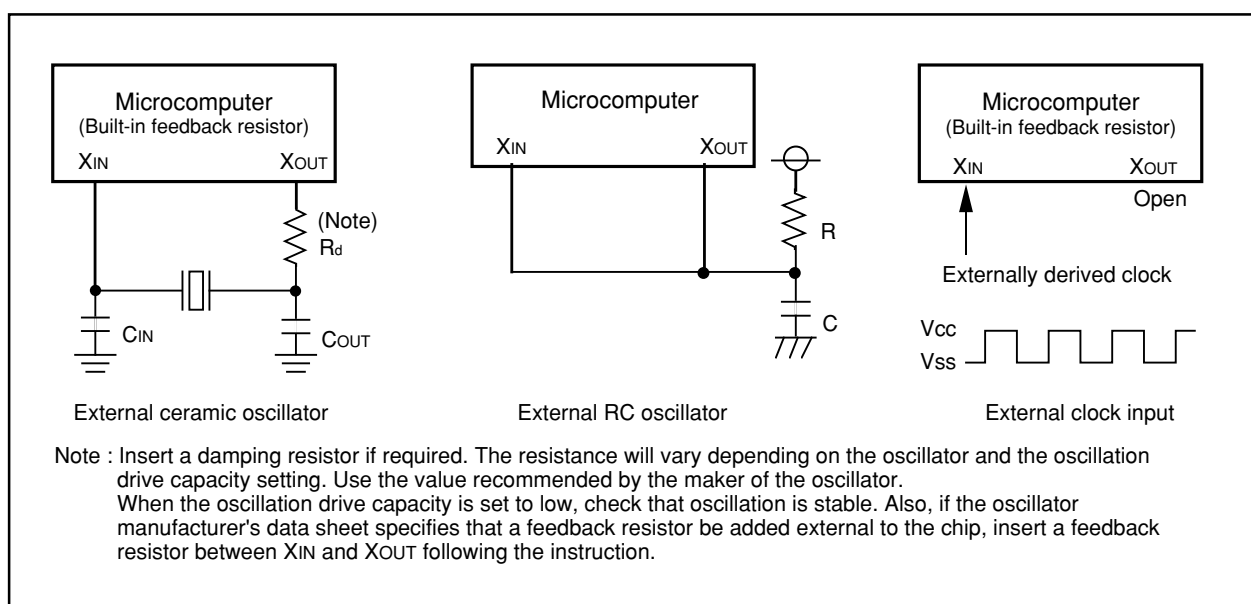 Microcomputer
(Built-in feedback resistor)
XIN
XOUT
(Note)
Rd
CIN
COUT
External ceramic oscillator
Microcomputer
XIN
XOUT
R
C
External RC oscillator
Microcomputer
(Built-in feedback resistor)
XIN
XOUT
Open
Externally derived clock
Vcc
Vss
External clock input
Note : Insert a damping resistor if required. The resistance will vary depending on the oscillator and the oscillation
drive capacity setting. Use the value recommended by the maker of the oscillator.
When the oscillation drive capacity is set to low, check that oscillation is stable. Also, if the oscillator
manufacturer's data sheet specifies that a feedback resistor be added external to the chip, insert a feedback
resistor between XIN and XOUT following the instruction.